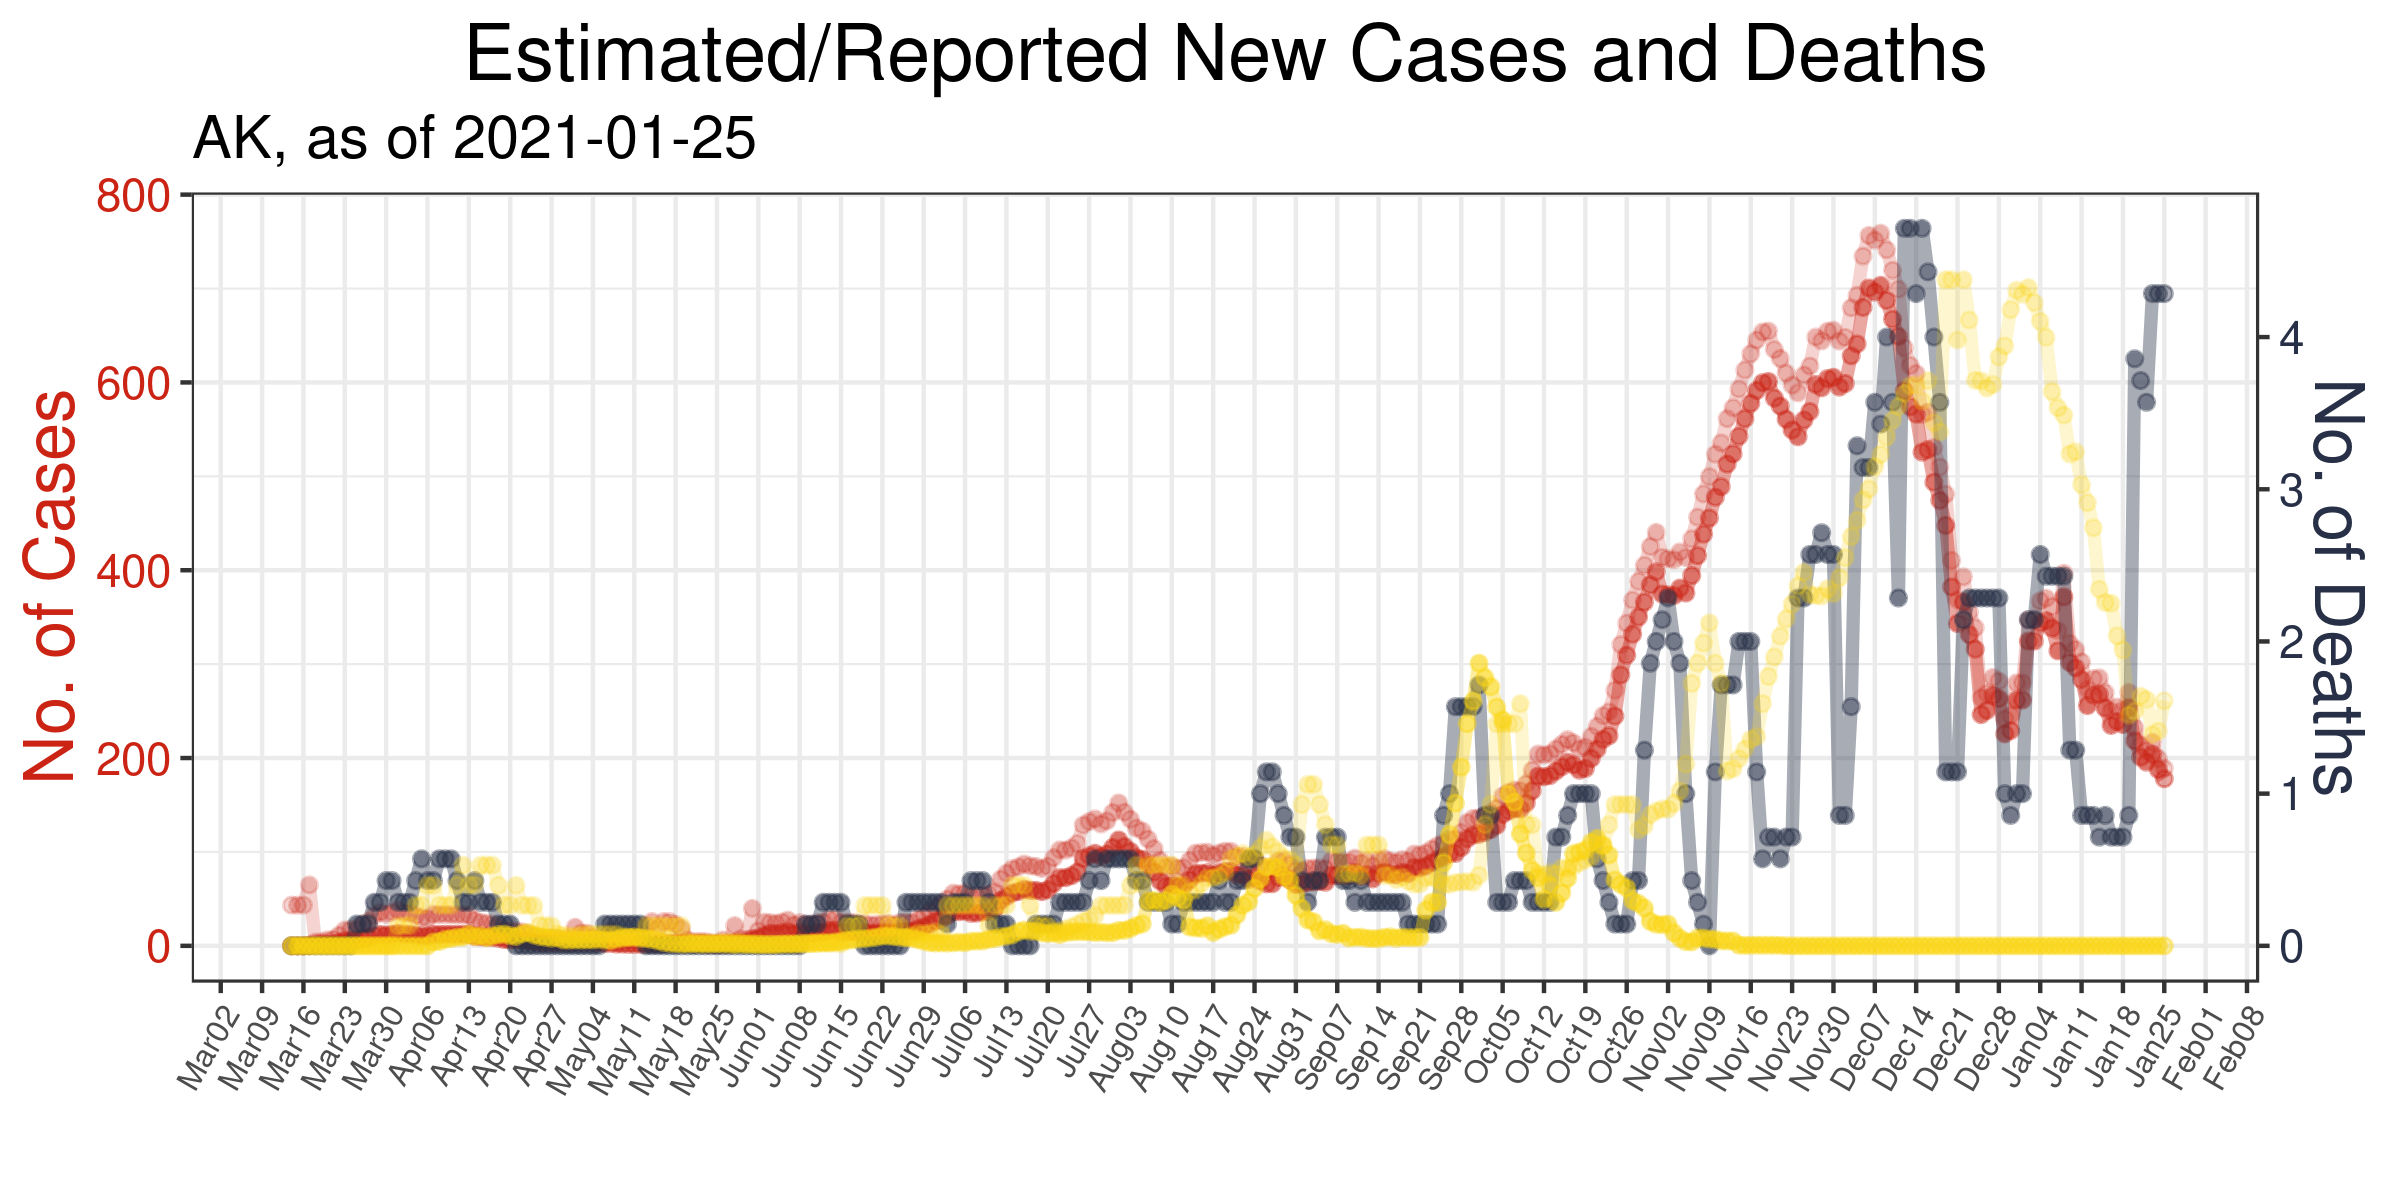 Estimated/Reported New Cases and Deaths
AK, as of 2021-01-25
No. of Cases
800
600
400
200
0
No. of Deaths
4
3
2
1
0
Mar02 Mar09 Mar16 Mar23 Mar30 Apr06 Apr13 Apr20 Apr27 May04 May11 May18 May25 Jun01 Jun08 Jun15 Jun22 Jun29 Jul06 Jul13 Jul20 Jul27 Aug03 Aug10 Aug17 Aug24 Aug31 Sep07 Sep14 Sep21 Sep28 Oct05 Oct12 Oct19 Oct26 Nov02 Nov09 Nov16 Nov23 Nov30 Dec07 Dec14 Dec21 Dec28 Jan04 Jan11 Jan18 Jan25 Feb01 Feb08